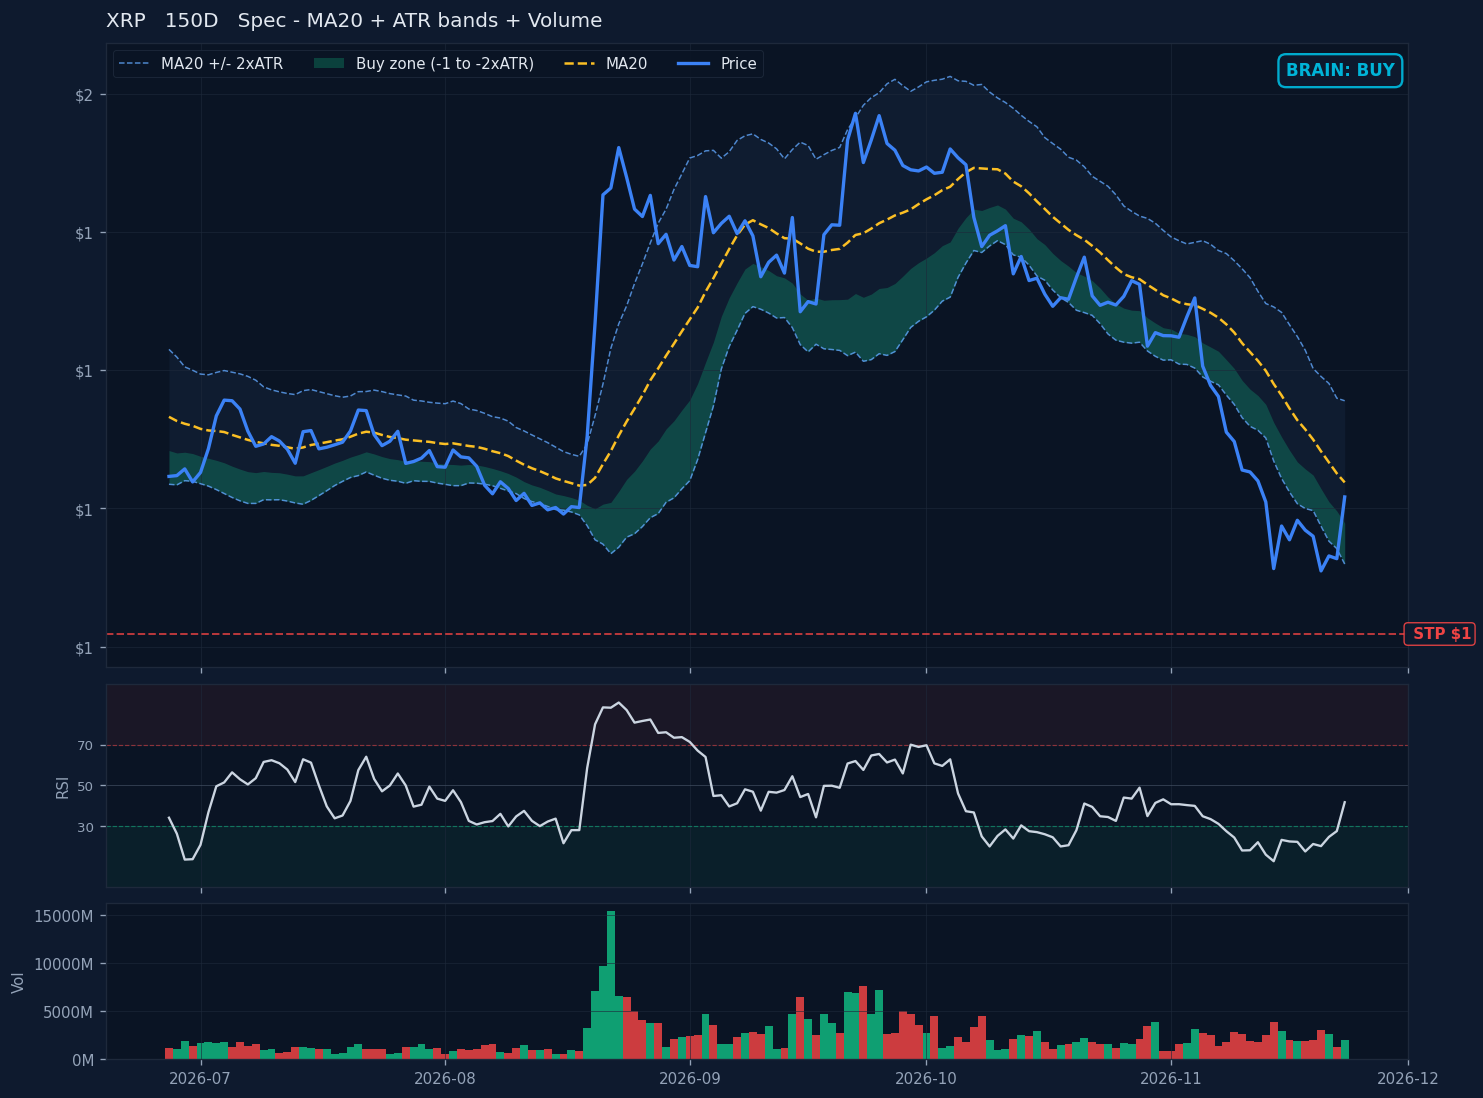 XRP   150D   Spec - MA20 + ATR bands + Volume
MA20 +/- 2xATR
Buy zone (-1 to -2xATR)
MA20
Price
BRAIN: BUY
$2
$1
$1
$1
$1
STP $1
RSI
70
50
30
Vol
15000M
10000M
5000M
0M
2026-07
2026-08
2026-09
2026-10
2026-11
2026-12